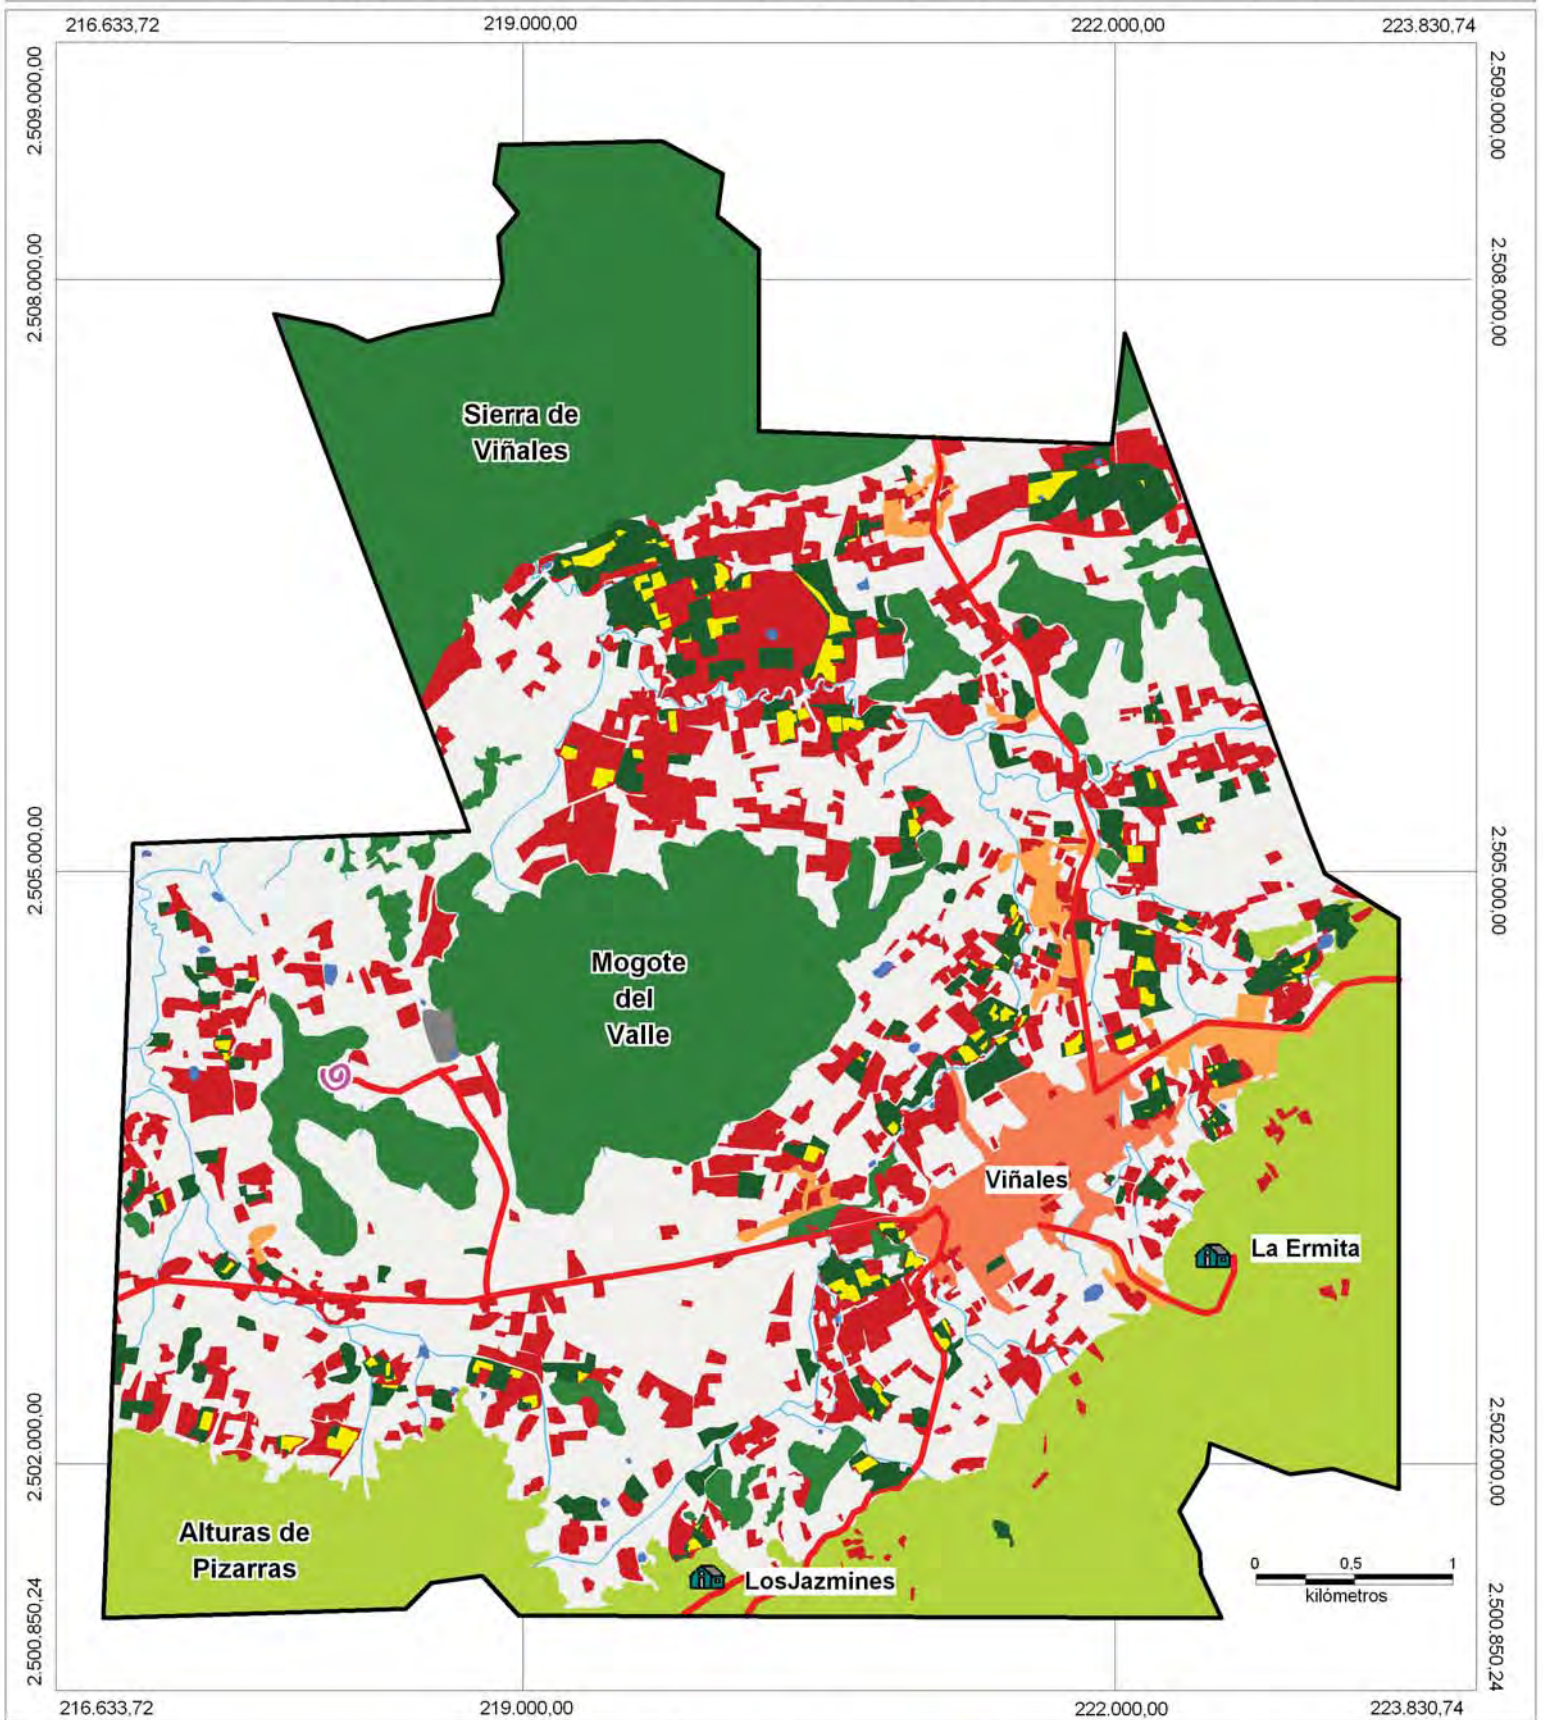 216.633,72
219.000,00
222.000,00
223.830,74
2.509.000,00
2.509.000,00
2.508.000,00
2.508.000,00
Sierra de
Viñales
2.505.000,00
2.505.000,00
Mogote
del
Valle
Viñales
La Ermita
2.502.000,00
2.502.000,00
Alturas de
Pizarras
LosJazmines
0 0,5 1
kilómetros
2.500.850,24
2.500.850,24
216.633,72
219.000,00
222.000,00
223.830,74